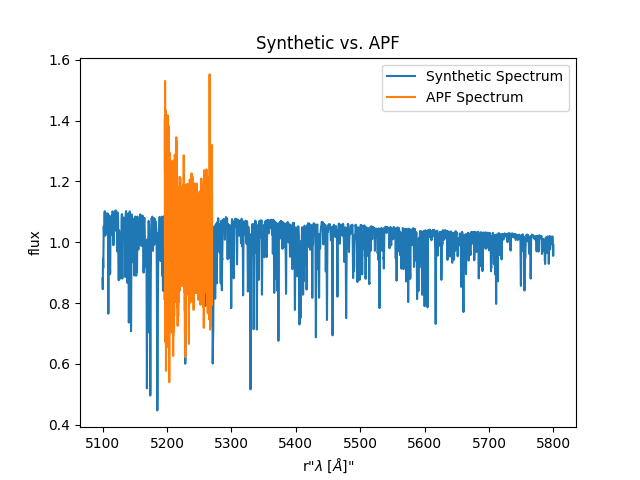 Synthetic vs. APF
1.6
1.4
1.2
1.0
0.8
0.6
0.4
flux
Synthetic Spectrum
APF Spectrum
5100 5200 5300 5400 5500 5600 5700 5800
r"λ [Å]"